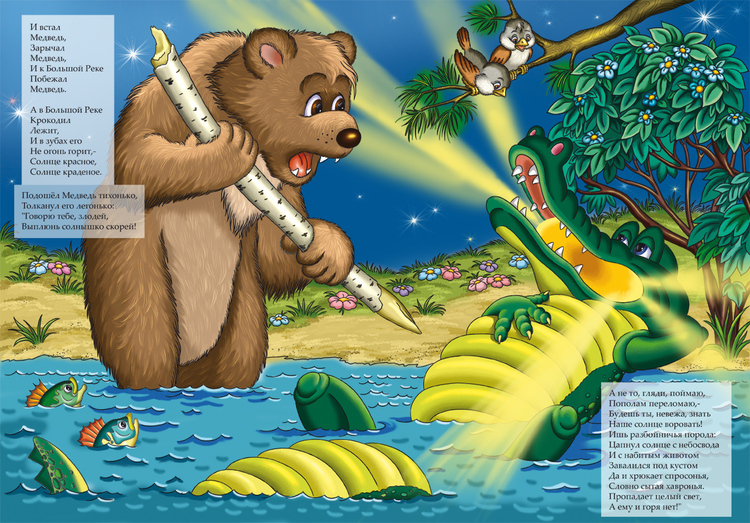 И встал
Медведь,
Зарычал
Медведь,
И к Большой Реке
Побежал
Медведь.
А в Большой Реке
Крокодил
Лежит,
И в зубах его
Не огонь горит,-
Солнце красное,
Солнце краденое.
Подошёл Медведь тихонько,
Толканул его легонько:
"Говорю тебе, злодей,
Выплюнь солнышко скорей!
А не то, гляди, поймаю,
Пополам переломаю,-
Будешь ты, невежа, знать
Наше солнце воровать!
Ишь разбойничья порода:
Цапнул солнце с небосвода
И с набитым животом
Завалился под кустом
Да и хрюкает спросонья,
Словно сытая хавронья.
Пропадает целый свет,
А ему и горя нет!"